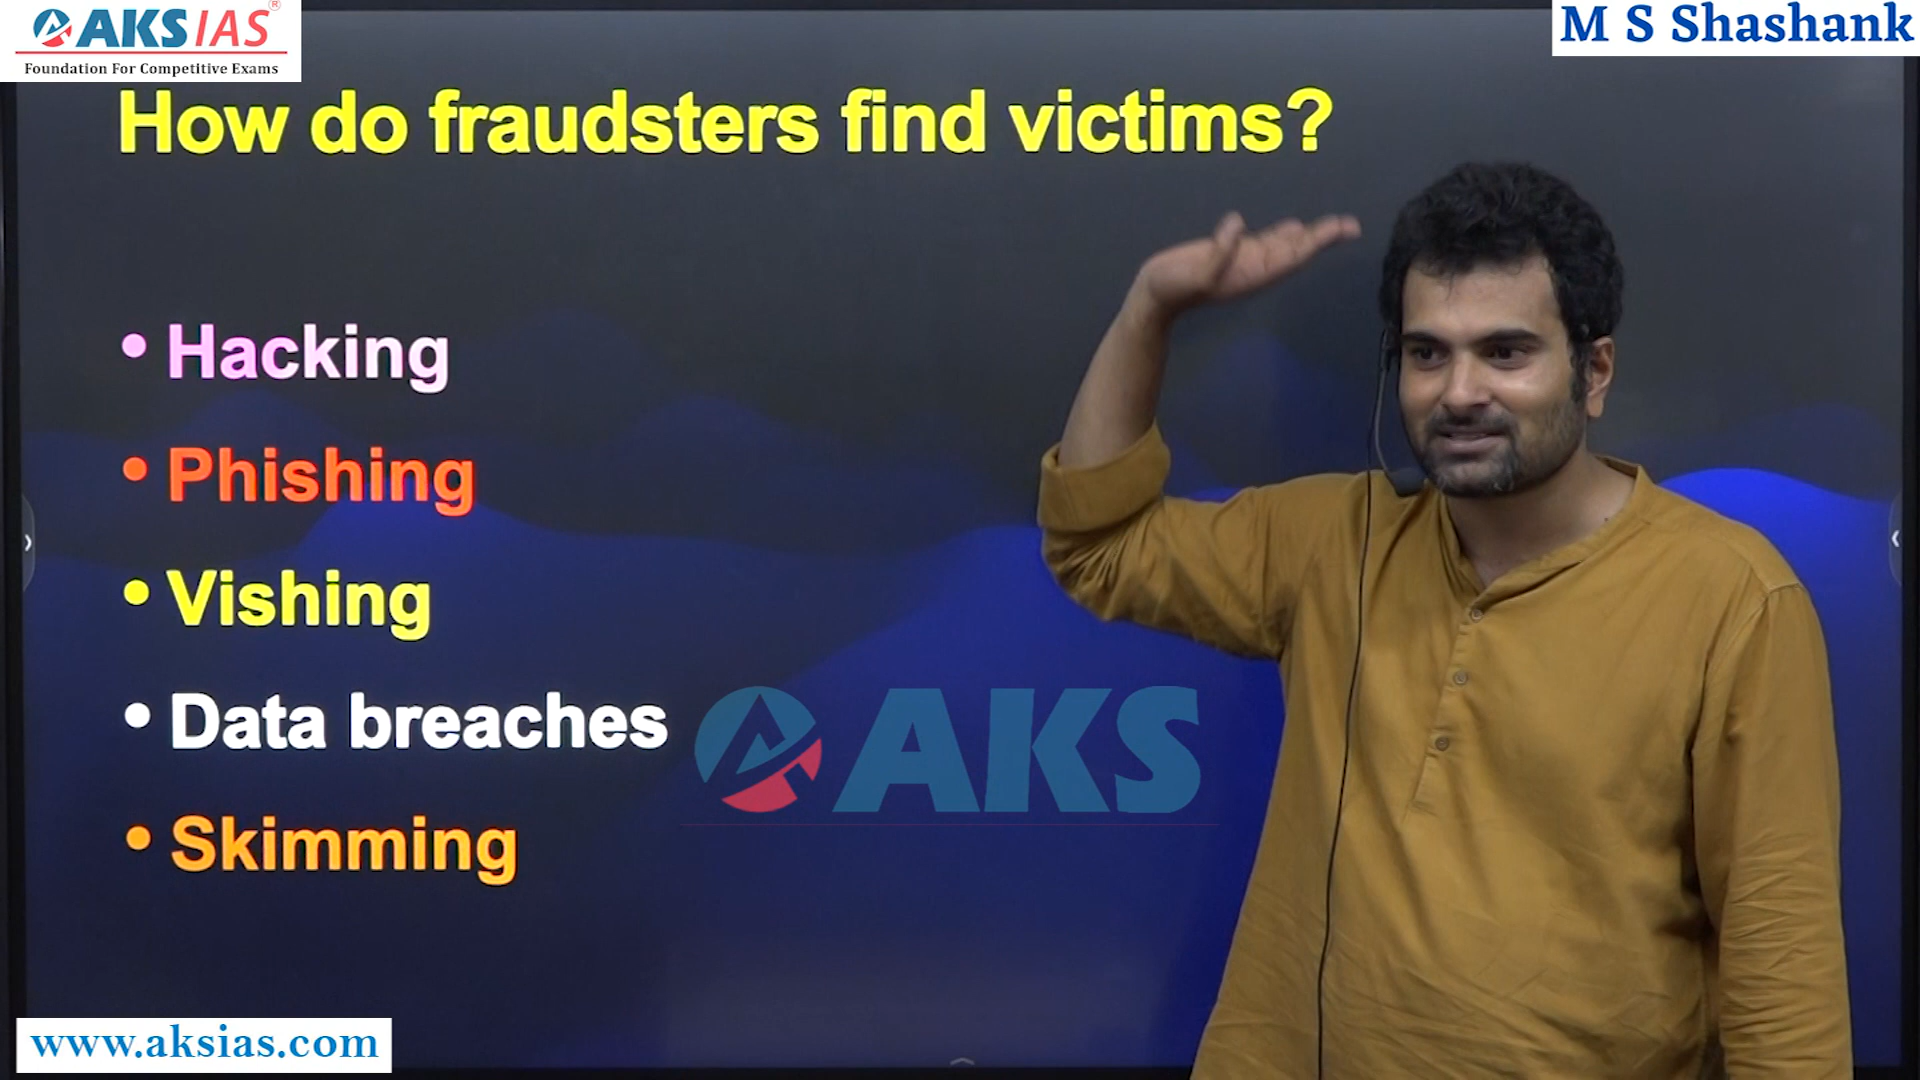 AKS IAS®
Foundation For Competitive Exams
M S Shashank
How do fraudsters find victims?
• Hacking
• Phishing
• Vishing
• Data breaches
• Skimming
AKS
www.aksias.com